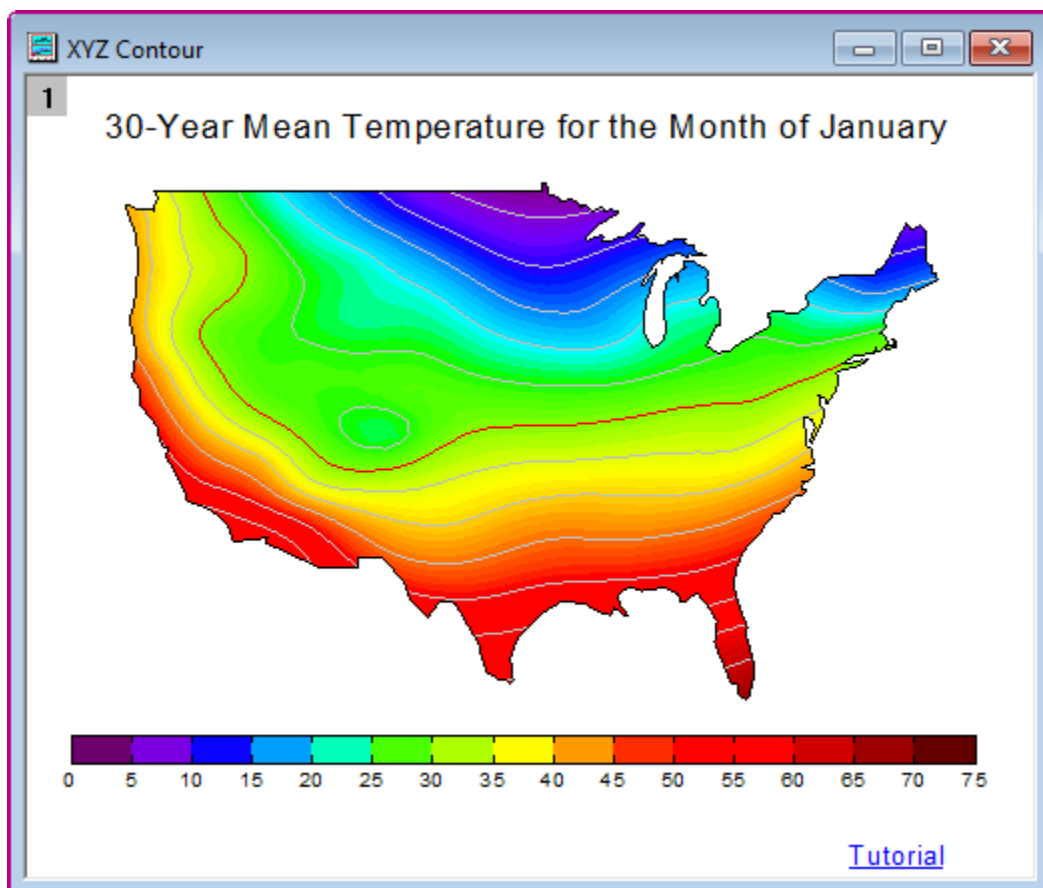 XYZ Contour
1
30-Year Mean Temperature for the Month of January
0 5 10 15 20 25 30 35 40 45 50 55 60 65 70 75
Tutorial